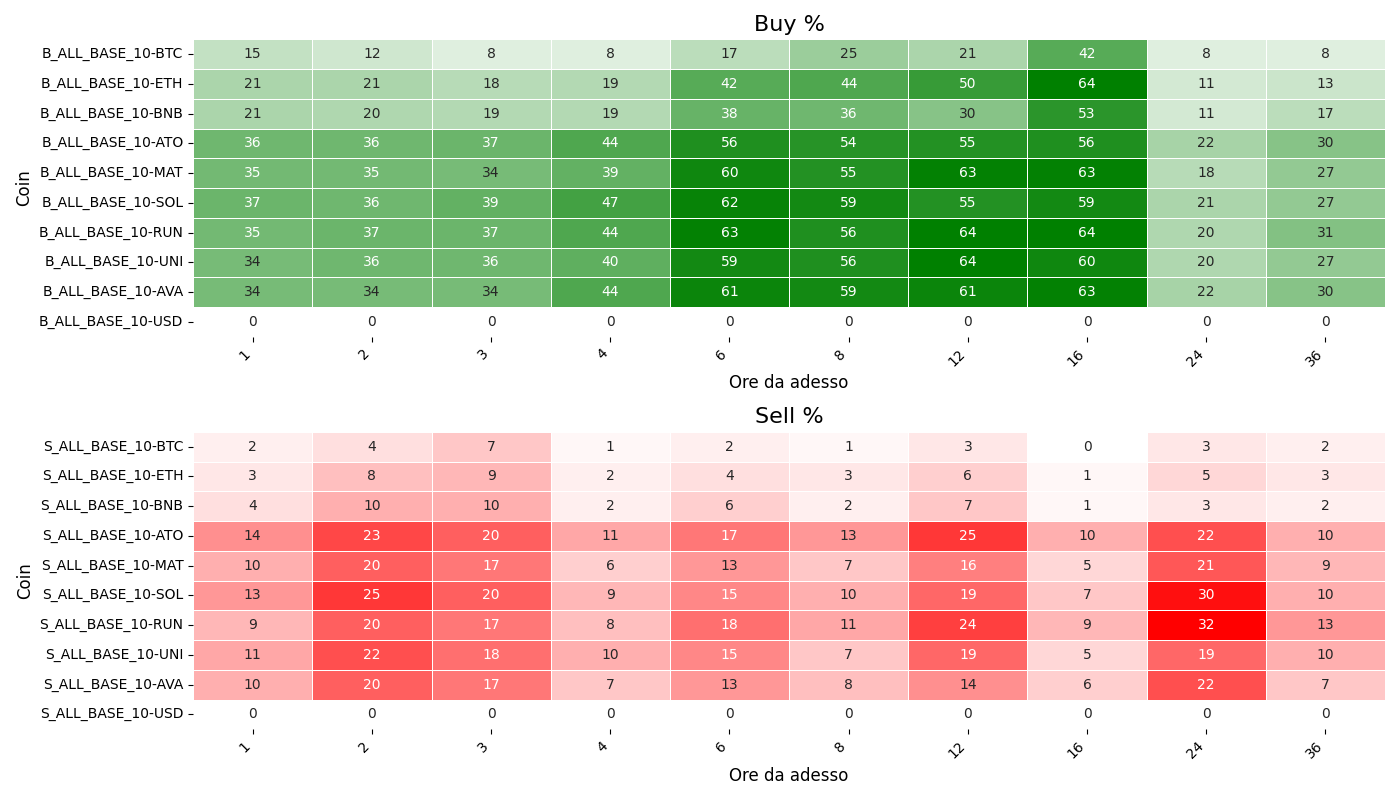 Buy %
Coin
B_ALL_BASE_10-BTC 15 12 8 8 17 25 21 42 8 8
B_ALL_BASE_10-ETH 21 21 18 19 42 44 50 64 11 13
B_ALL_BASE_10-BNB 21 20 19 19 38 36 30 53 11 17
B_ALL_BASE_10-ATO 36 36 37 44 56 54 55 56 22 30
B_ALL_BASE_10-MAT 35 35 34 39 60 55 63 63 18 27
B_ALL_BASE_10-SOL 37 36 39 47 62 59 55 59 21 27
B_ALL_BASE_10-RUN 35 37 37 44 63 56 64 64 20 31
B_ALL_BASE_10-UNI 34 36 36 40 59 56 64 60 20 27
B_ALL_BASE_10-AVA 34 34 34 44 61 59 61 63 22 30
B_ALL_BASE_10-USD 0 0 0 0 0 0 0 0 0 0
1 2 3 4 6 8 12 16 24 36
Ore da adesso
Sell %
Coin
S_ALL_BASE_10-BTC 2 4 7 1 2 1 3 0 3 2
S_ALL_BASE_10-ETH 3 8 9 2 4 3 6 1 5 3
S_ALL_BASE_10-BNB 4 10 10 2 6 2 7 1 3 2
S_ALL_BASE_10-ATO 14 23 20 11 17 13 25 10 22 10
S_ALL_BASE_10-MAT 10 20 17 6 13 7 16 5 21 9
S_ALL_BASE_10-SOL 13 25 20 9 15 10 19 7 30 10
S_ALL_BASE_10-RUN 9 20 17 8 18 11 24 9 32 13
S_ALL_BASE_10-UNI 11 22 18 10 15 7 19 5 19 10
S_ALL_BASE_10-AVA 10 20 17 7 13 8 14 6 22 7
S_ALL_BASE_10-USD 0 0 0 0 0 0 0 0 0 0
1 2 3 4 6 8 12 16 24 36
Ore da adesso